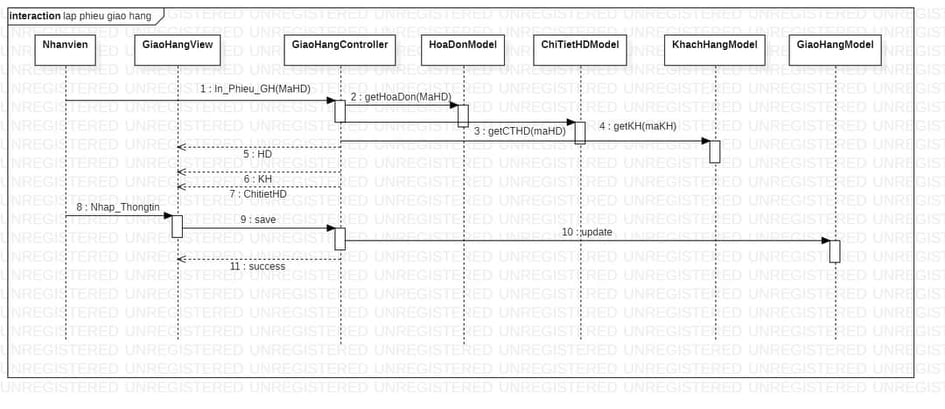 interaction lap phieu giao hang
Nhanvien
GiaoHangView
GiaoHangController
HoaDonModel
ChiTietHDModel
KhachHangModel
GiaoHangModel
1 : In_Phieu_GH(MaHD)
2 : getHoaDon(MaHD)
3 : getCTHD(maHD)
4 : getKH(maKH)
5 : HD
6 : KH
7 : ChitietHD
8 : Nhap_Thongtin
9 : save
10 : update
11 : success
UNREGISTERED